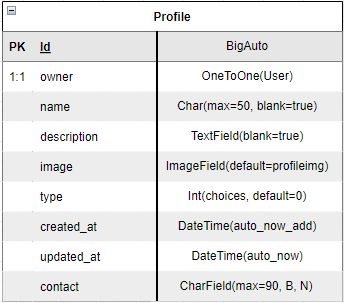 Profile
PK Id BigAuto
1:1 owner OneToOne(User)
name Char(max=50, blank=true)
description TextField(blank=true)
image ImageField(default=profileimg)
type Int(choices, default=0)
created_at DateTime(auto_now_add)
updated_at DateTime(auto_now)
contact CharField(max=90, B, N)